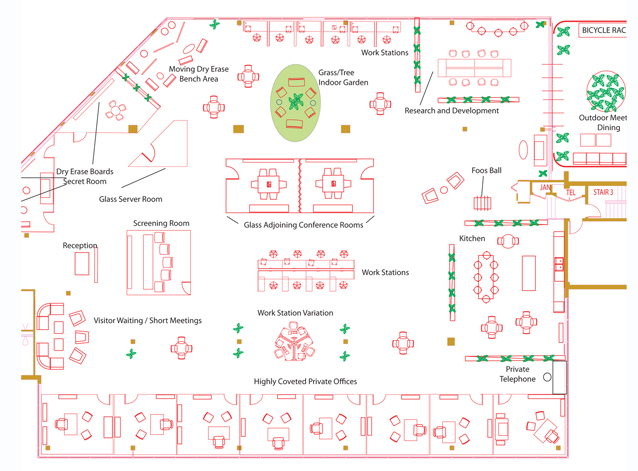 BICYCLE RAC
Work Stations
Moving Dry Erase
Bench Area
Grass/Tree
Indoor Garden
Research and Development
Outdoor Meet
Dining
Dry Erase Boards
Secret Room
Glass Server Room
Foos Ball
JAN
TEL
STAIR 3
Screening Room
Glass Adjoining Conference Rooms
Reception
Kitchen
Work Stations
Visitor Waiting / Short Meetings
Work Station Variation
Private
Telephone
Highly Coveted Private Offices